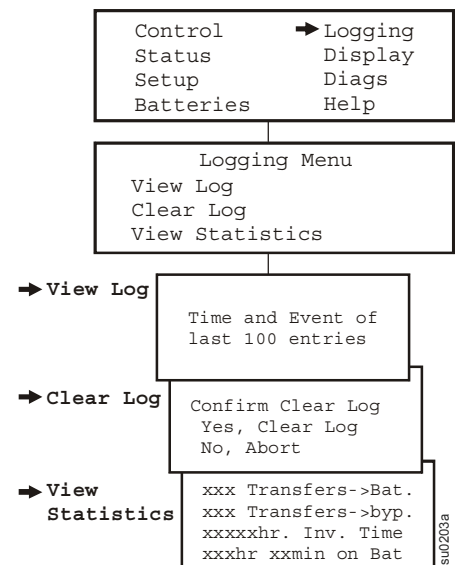 Control Logging
Status Display
Setup Diags
Batteries Help
Logging Menu
View Log
Clear Log
View Statistics
View Log
Time and Event of
last 100 entries
Clear Log
Confirm Clear Log
Yes, Clear Log
No, Abort
View
Statistics
xxx Transfers->Bat.
xxx Transfers->byp.
xxxxxhr. Inv. Time
xxxhr xxmin on Bat
su0203a